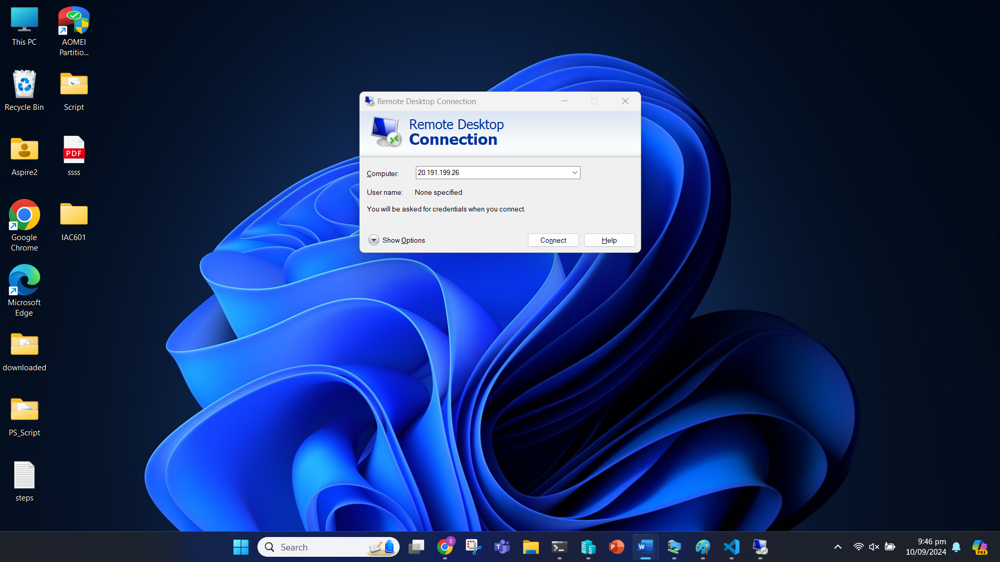 This PC
AOMEI
Partitio...
Recycle Bin
Script
Aspire2
PDF
ssss
Google
Chrome
IAC601
Microsoft
Edge
downloaded
PS_Script
steps
Remote Desktop Connection
Remote Desktop
Connection
Computer:
20.191.199.26
User name:
None specified
You will be asked for credentials when you connect.
Show Options
Connect
Help
Search
S
T
P
W
9:46 pm
10/09/2024
PRE